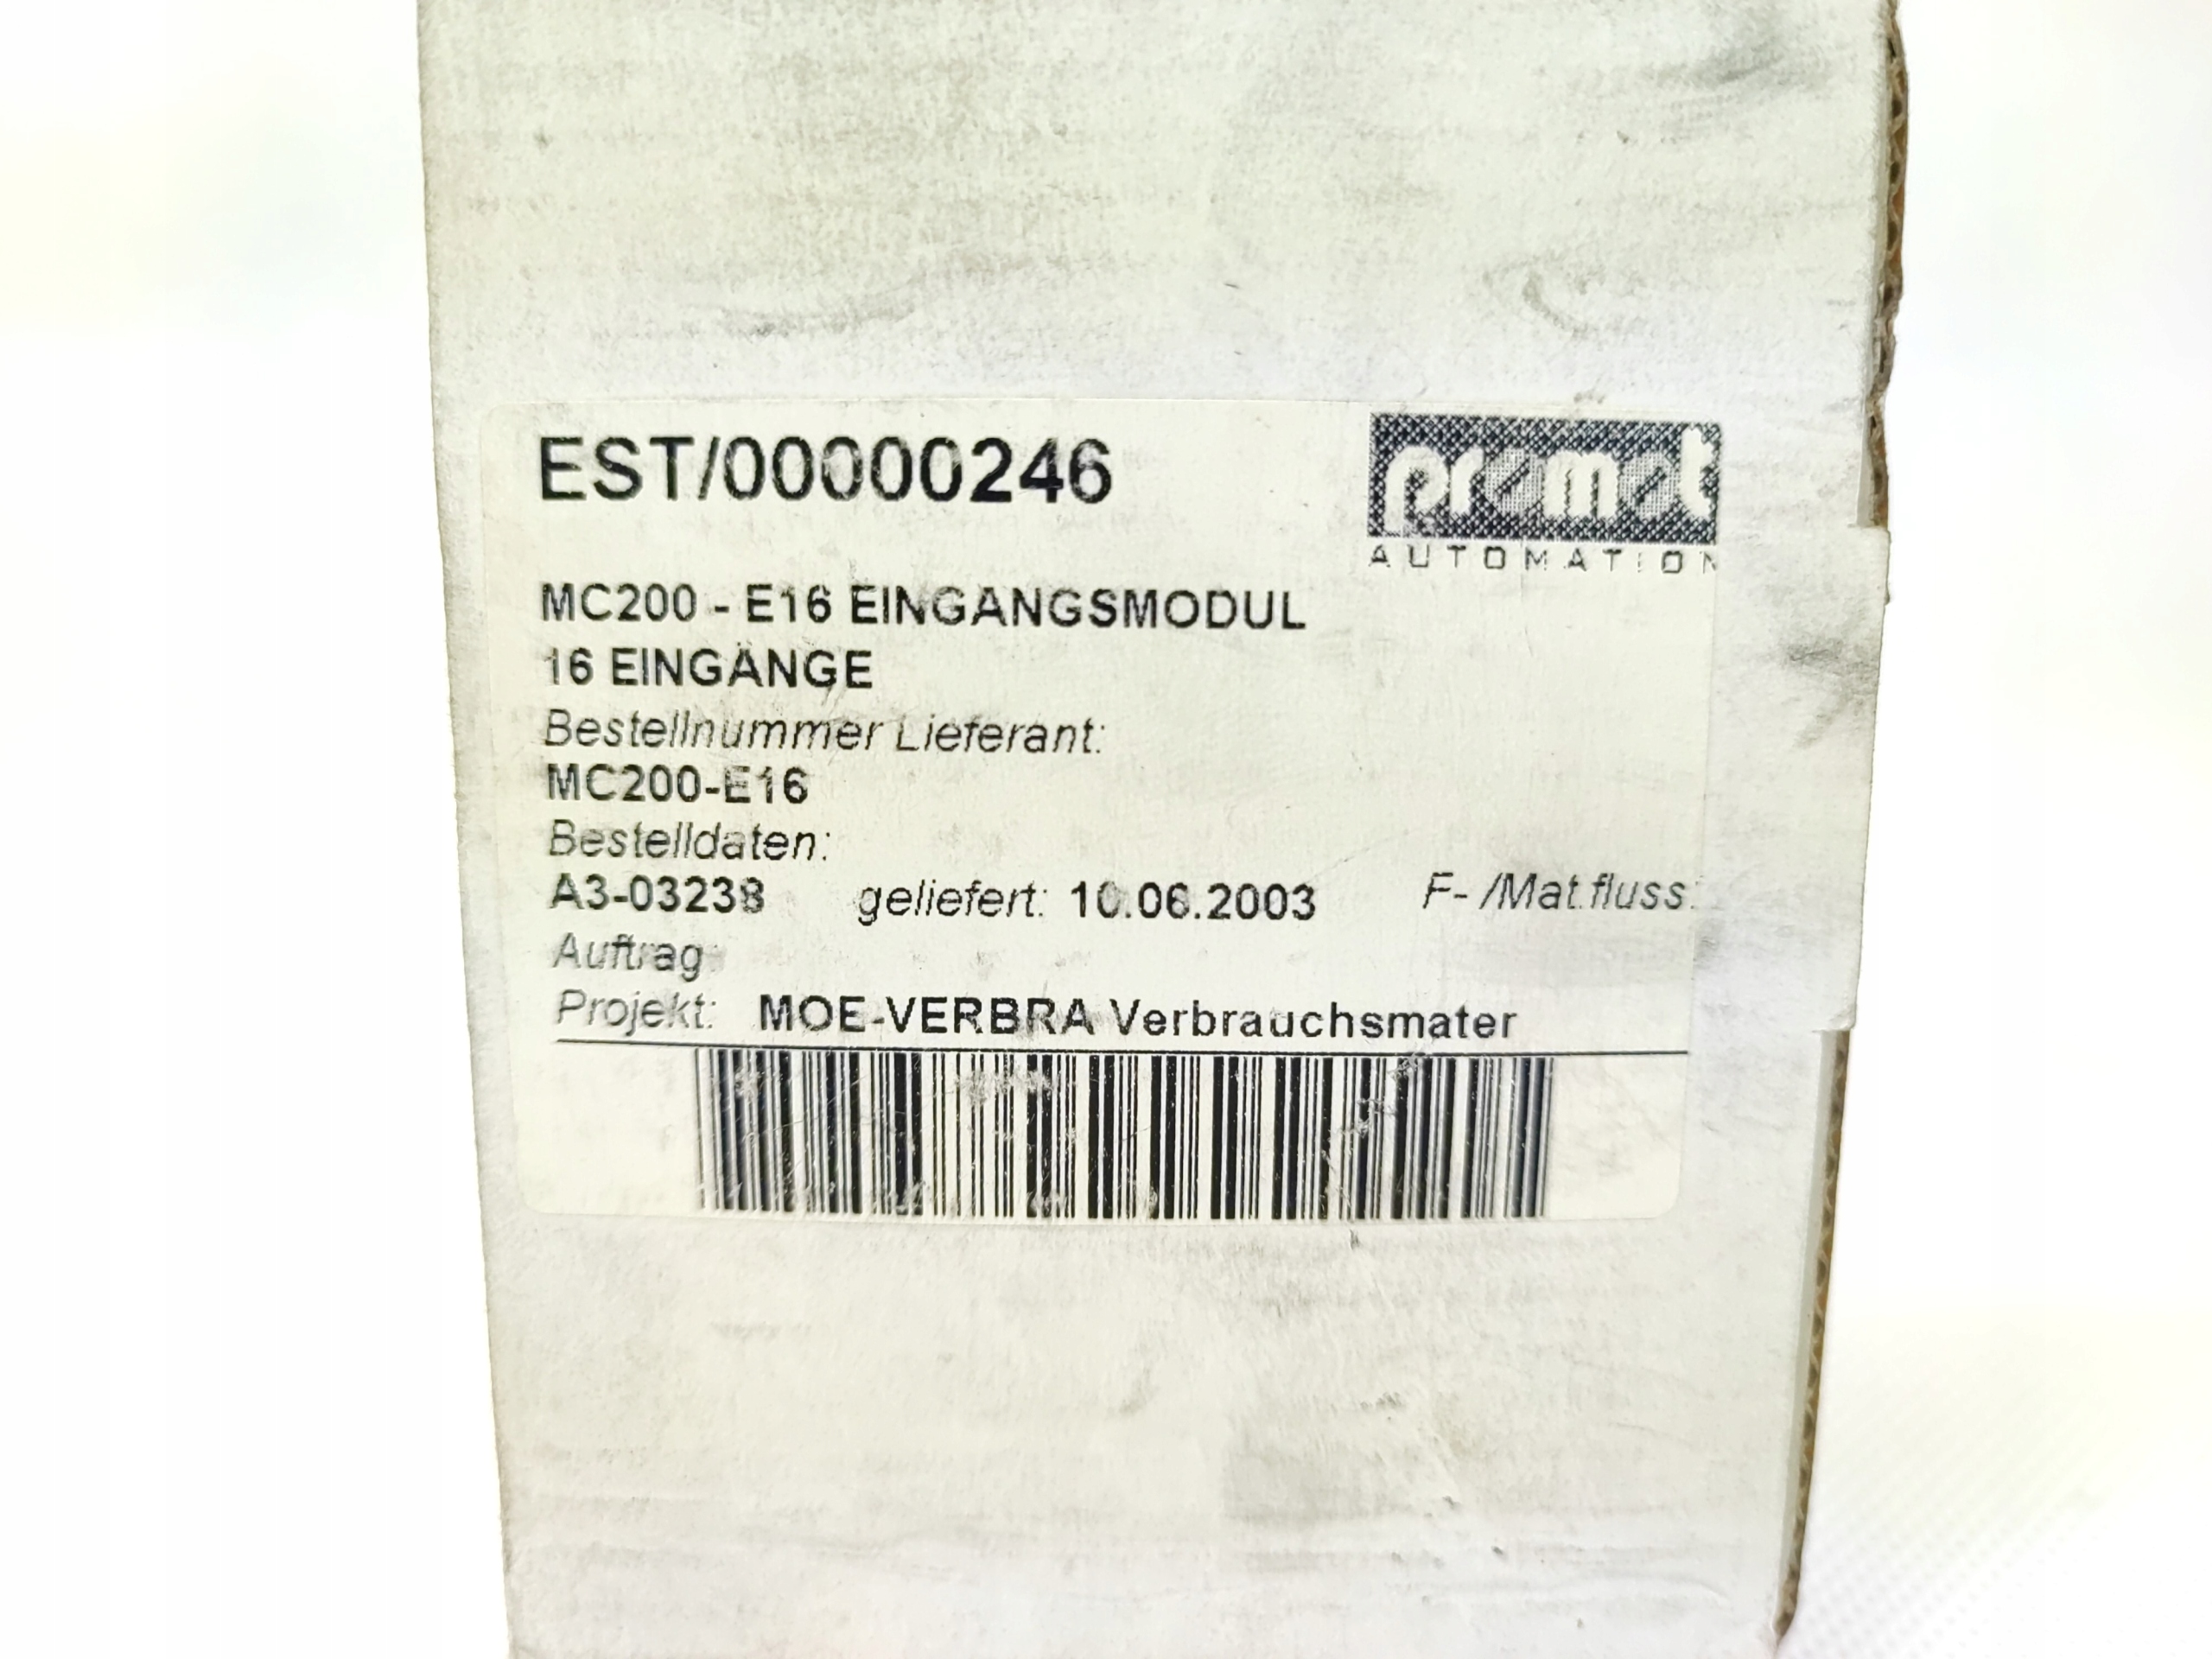 EST/00000246
promot
AUTOMATION
MC200 - E16 EINGANGSMODUL
16 EINGÄNGE
Bestellnummer Lieferant:
MC200-E16
Bestelldaten:
A3-03238 geliefert: 10.06.2003 F- /Mat.fluss:
Auftrag:
Projekt: MOE-VERBRA Verbrauchsmater